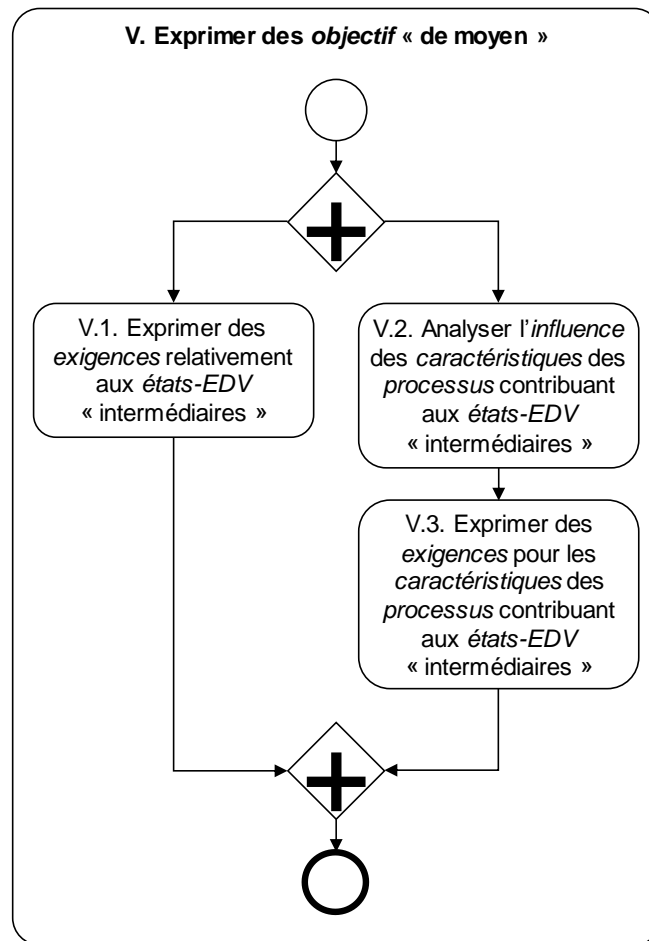 V. Exprimer des objectif « de moyen »
V.1. Exprimer des
exigences relativement
aux états-EDV
« intermédiaires »
V.2. Analyser l'influence
des caractéristiques des
processus contribuant
aux états-EDV
« intermédiaires »
V.3. Exprimer des
exigences pour les
caractéristiques des
processus contribuant
aux états-EDV
« intermédiaires »